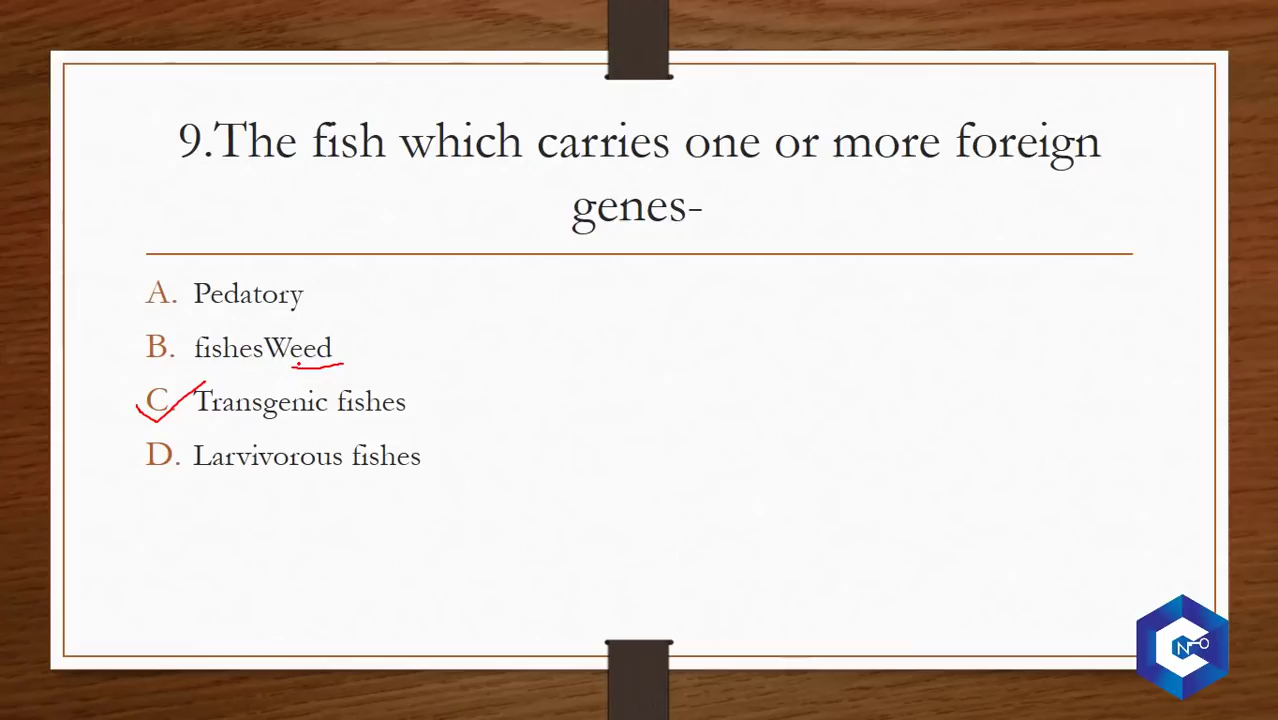 9.The fish which carries one or more foreign
genes-
A. Pedatory
B. fishesWeed
C. Transgenic fishes
D. Larvivorous fishes